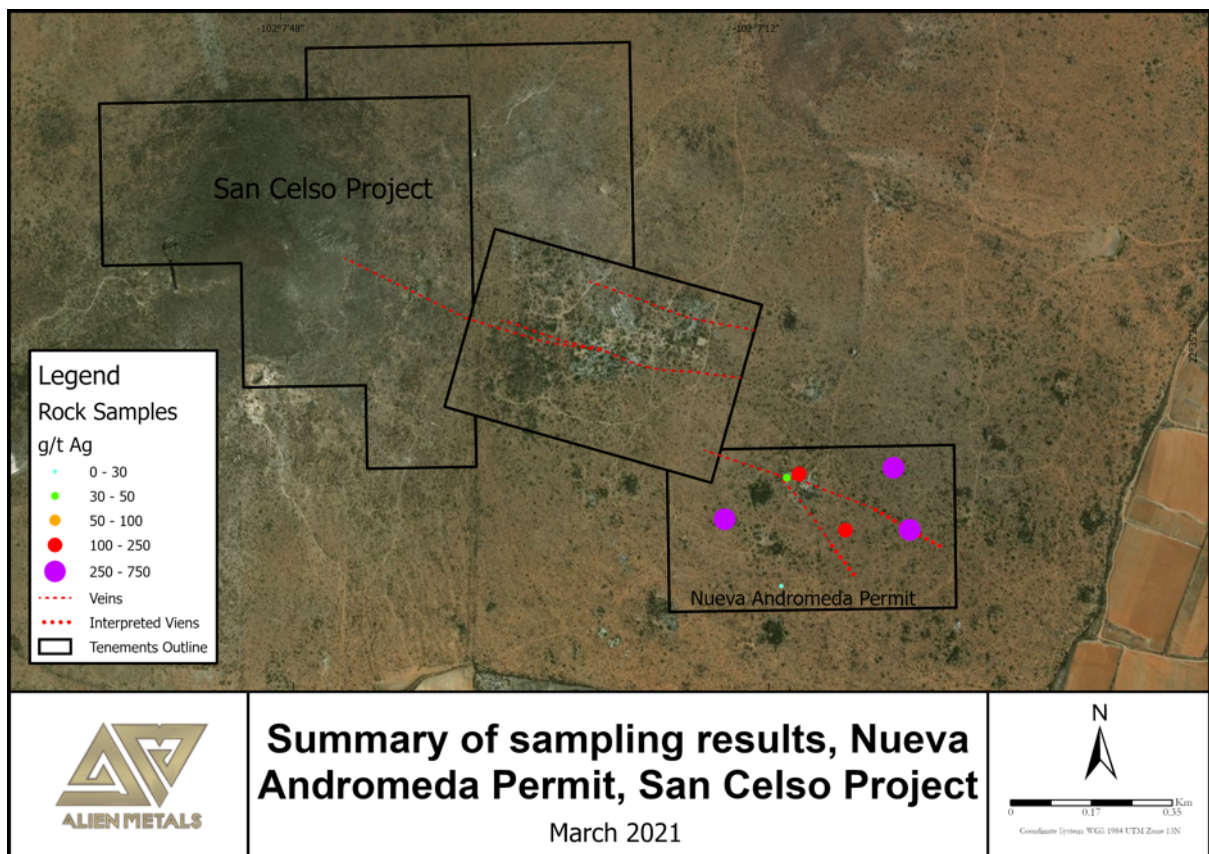 -102°7'48"
-102°7'12"
San Celso Project
Legend
Rock Samples
g/t Ag
0 - 30
30 - 50
50 - 100
100 - 250
250 - 750
Veins
Interpreted Viens
Tenements Outline
Nueva Andromeda Permit
ALIEN METALS
Summary of sampling results, Nueva
Andromeda Permit, San Celso Project
March 2021
N
Km
0 0.17 0.35
Coordinate System: WGS 1984 UTM Zone 13N